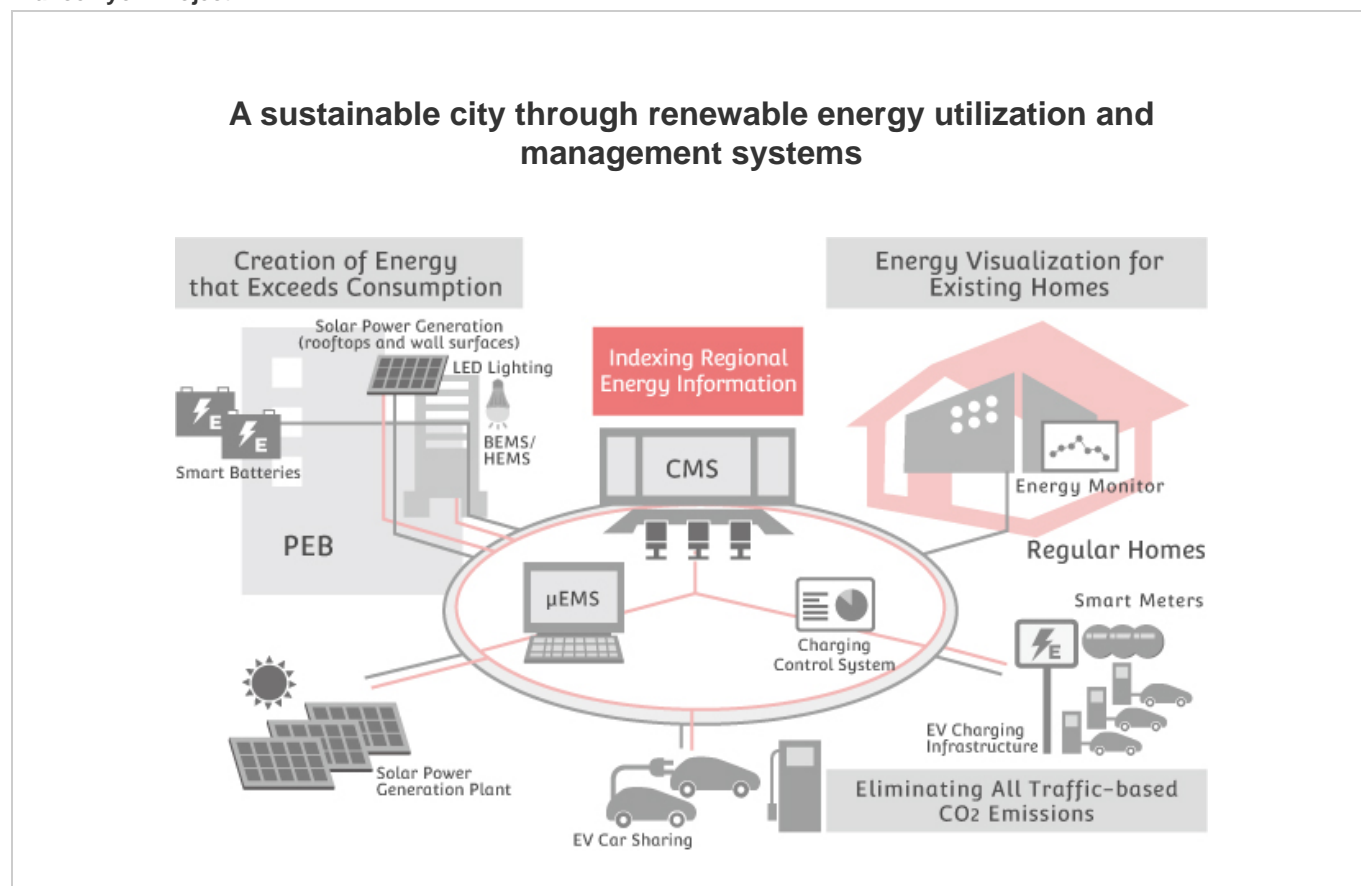 A sustainable city through renewable energy utilization and
management systems
Creation of Energy
that Exceeds Consumption
Energy Visualization for
Existing Homes
Solar Power Generation
(rooftops and wall surfaces)
LED Lighting
BEMS/
HEMS
E
E
Smart Batteries
PEB
Indexing Regional
Energy Information
CMS
Energy Monitor
Regular Homes
μEMS
Charging
Control System
Smart Meters
E
EV Charging
Infrastructure
Solar Power
Generation Plant
EV Car Sharing
Eliminating All Traffic-based
CO2 Emissions